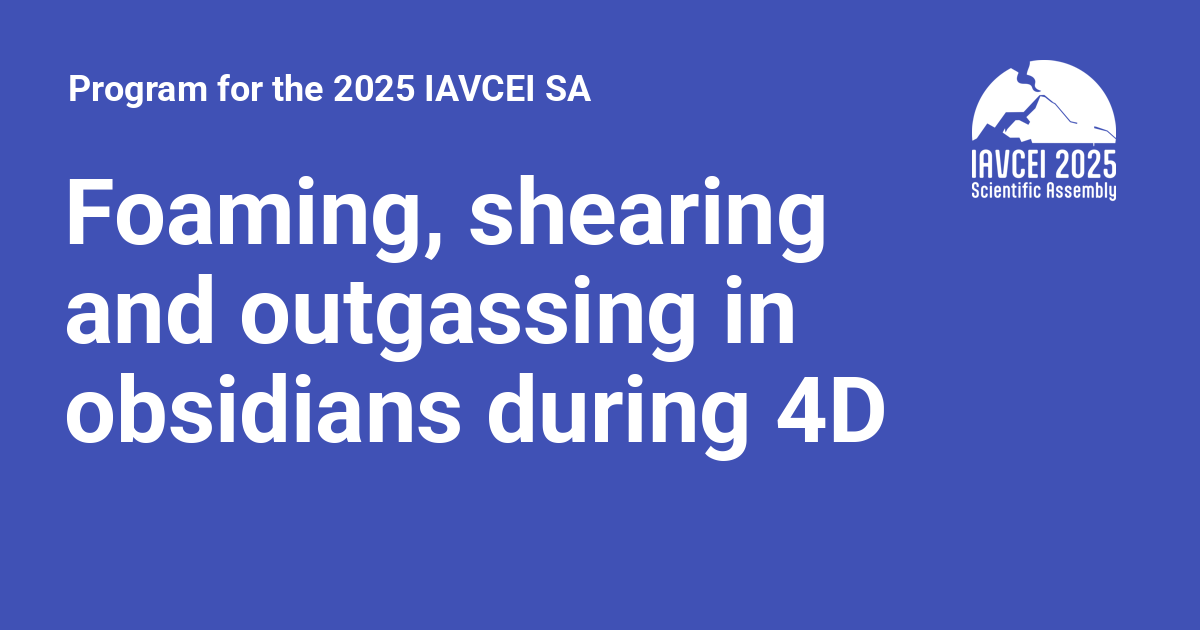 Program for the 2025 IAVCEI SA
IAVCEI 2025
Scientific Assembly
Foaming, shearing
and outgassing in
obsidians during 4D